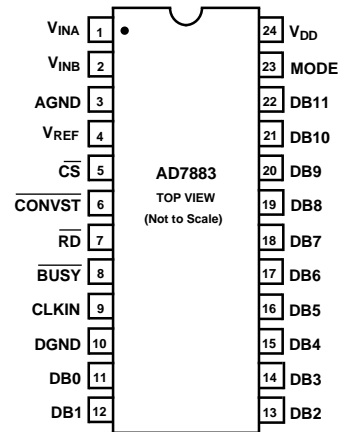 VINA 1
VINB 2
AGND 3
VREF 4
CS 5
CONVST 6
RD 7
BUSY 8
CLKIN 9
DGND 10
DB0 11
DB1 12
AD7883
TOP VIEW
(Not to Scale)
24 VDD
23 MODE
22 DB11
21 DB10
20 DB9
19 DB8
18 DB7
17 DB6
16 DB5
15 DB4
14 DB3
13 DB2